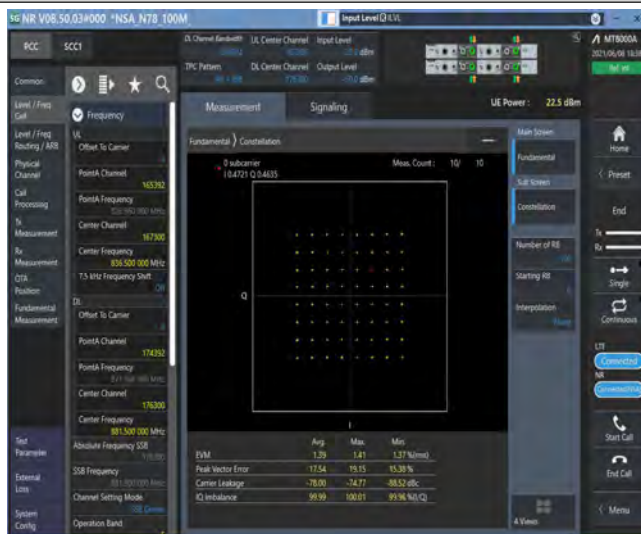 5G NR V08.50.03#000 *NSA_N78_100M_
Input Level
PCC
SCC1
DL Channel Bandwidth
UL Center Channel
Input Level
TPC Pattern
DL Center Channel
Output Level
MT8000A
2021/06/08
Ref. Int
Common
Level / Freq
Cell
Level / Freq
Routing / ARB
Physical
Channel
Call
Processing
Tx
Measurement
Rx
Measurement
OTA
Position
Fundamental
Measurement
Test
Parameter
External
Loss
System
Config
Frequency
UL
Offset To Carrier
PointA Channel
165392
PointA Frequency
Center Channel
167300
Center Frequency
836.500 000 MHz
7.5 kHz Frequency Shift
Off
DL
Offset To Carrier
PointA Channel
174392
PointA Frequency
Center Channel
176300
Center Frequency
881.500 000 MHz
Absolute Frequency SSB
SSB Frequency
Channel Setting Mode
Operation Band
Measurement
Signaling
UE Power : 22.5 dBm
Fundamental
Constellation
0 subcarrier
I 0.4721 Q 0.4635
Meas. Count : 10/ 10
Q
I
Avg. Max. Min.
EVM 1.39 1.41 1.37 %(rms)
Peak Vector Error 17.54 19.15 15.38 %
Carrier Leakage -78.00 -74.77 -88.52 dBc
IQ Imbalance 99.99 100.01 99.96 %(I/Q)
Main Screen
Fundamental
Sub Screen
Constellation
Number of RB
Starting RB
Interpolation
4 Views
Home
Preset
End
Tx
Rx
Single
Continuous
LTE
Connected
NR
Start Call
End Call
Menu